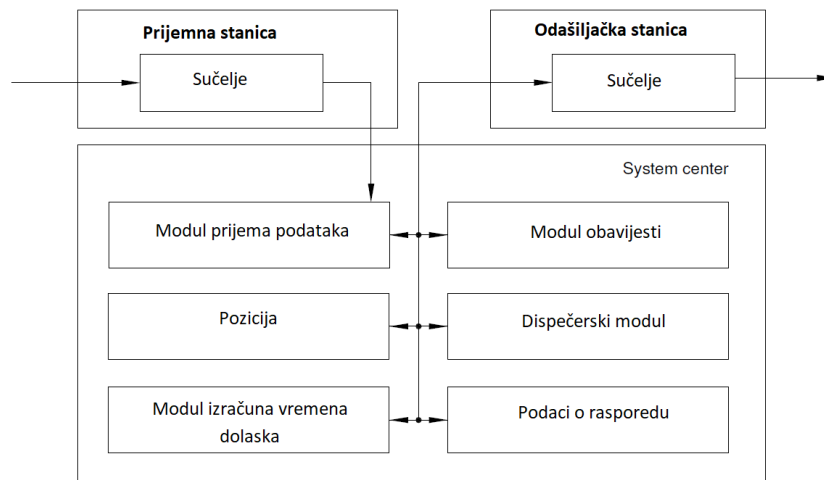 Prijemna stanica
Sučelje
Odašiljačka stanica
Sučelje
System center
Modul prijema podataka
Modul obavijesti
Pozicija
Dispečerski modul
Modul izračuna vremena
dolaska
Podaci o rasporedu